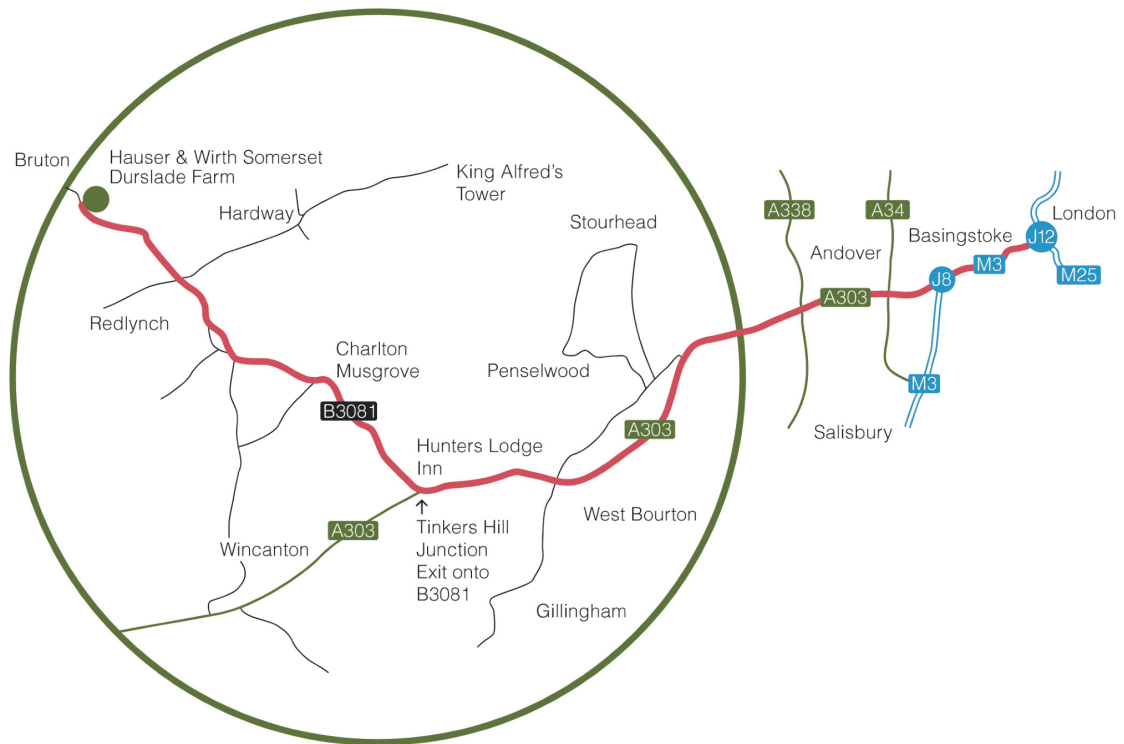 Bruton
Hauser & Wirth Somerset
Durslade Farm
Hardway
King Alfred's
Tower
Redlynch
Stourhead
Penselwood
Charlton
Musgrove
B3081
Hunters Lodge
Inn
A303
West Bourton
Tinkers Hill
Junction
Exit onto
B3081
A303
Wincanton
Gillingham
A338
A34
Andover
Basingstoke
London
J12
M3
M25
J8
A303
M3
Salisbury